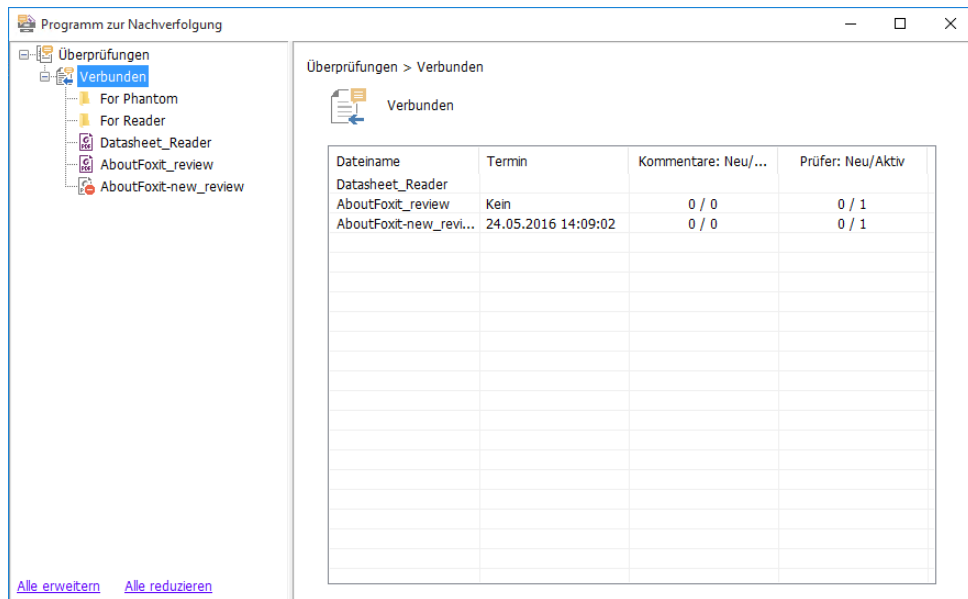 Programm zur Nachverfolgung
Überprüfungen
Verbunden
For Phantom
For Reader
Datasheet_Reader
AboutFoxit_review
AboutFoxit-new_review
Alle erweitern Alle reduzieren
Überprüfungen > Verbunden
Verbunden
Dateiname Termin Kommentare: Neu/... Prüfer: Neu/Aktiv
Datasheet_Reader
AboutFoxit_review Kein 0 / 0 0 / 1
AboutFoxit-new_revi... 24.05.2016 14:09:02 0 / 0 0 / 1